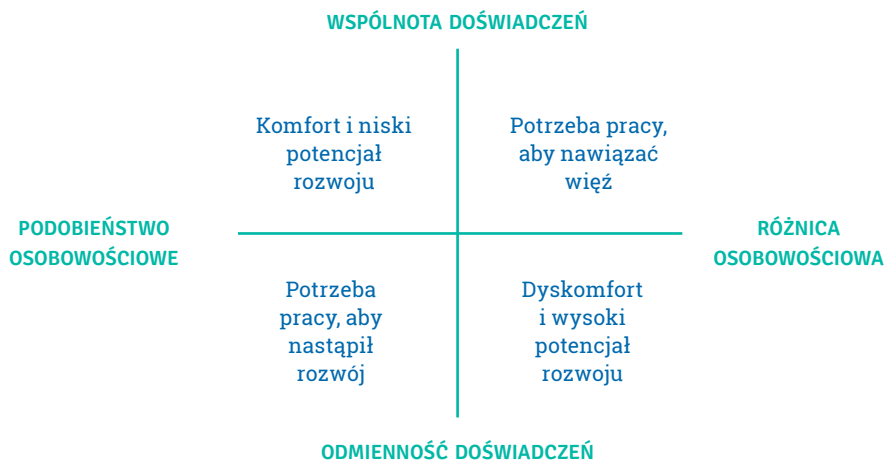 WSPÓLNOTA DOŚWIADCZEŃ
Komfort i niski
potencjał
rozwoju
Potrzeba pracy,
aby nawiązać
więź
PODOBIEŃSTWO
OSOBOWOŚCIOWE
RÓŻNICA
OSOBOWOŚCIOWA
Potrzeba
pracy, aby
nastąpił
rozwój
Dyskomfort
i wysoki
potencjał
rozwoju
ODMIENNOŚĆ DOŚWIADCZEŃ